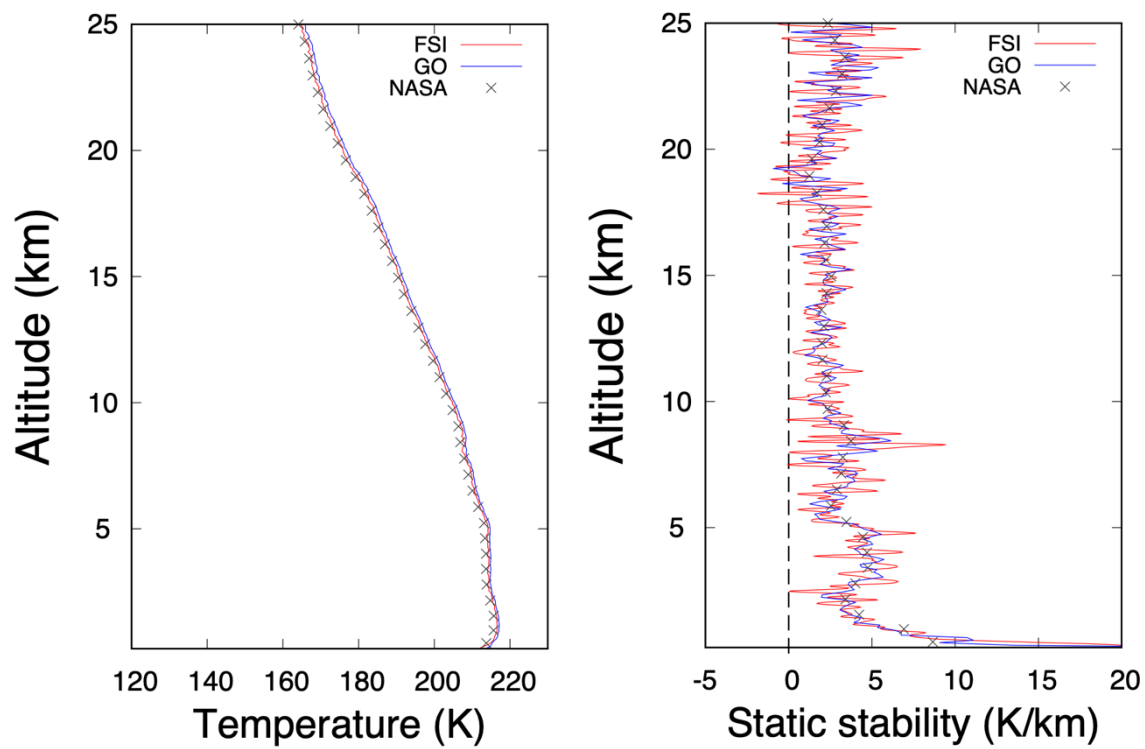 25
20
15
10
5
120 140 160 180 200 220
Altitude (km)
Temperature (K)
FSI
GO
NASA
25
20
15
10
5
-5 0 5 10 15 20
Altitude (km)
Static stability (K/km)
FSI
GO
NASA